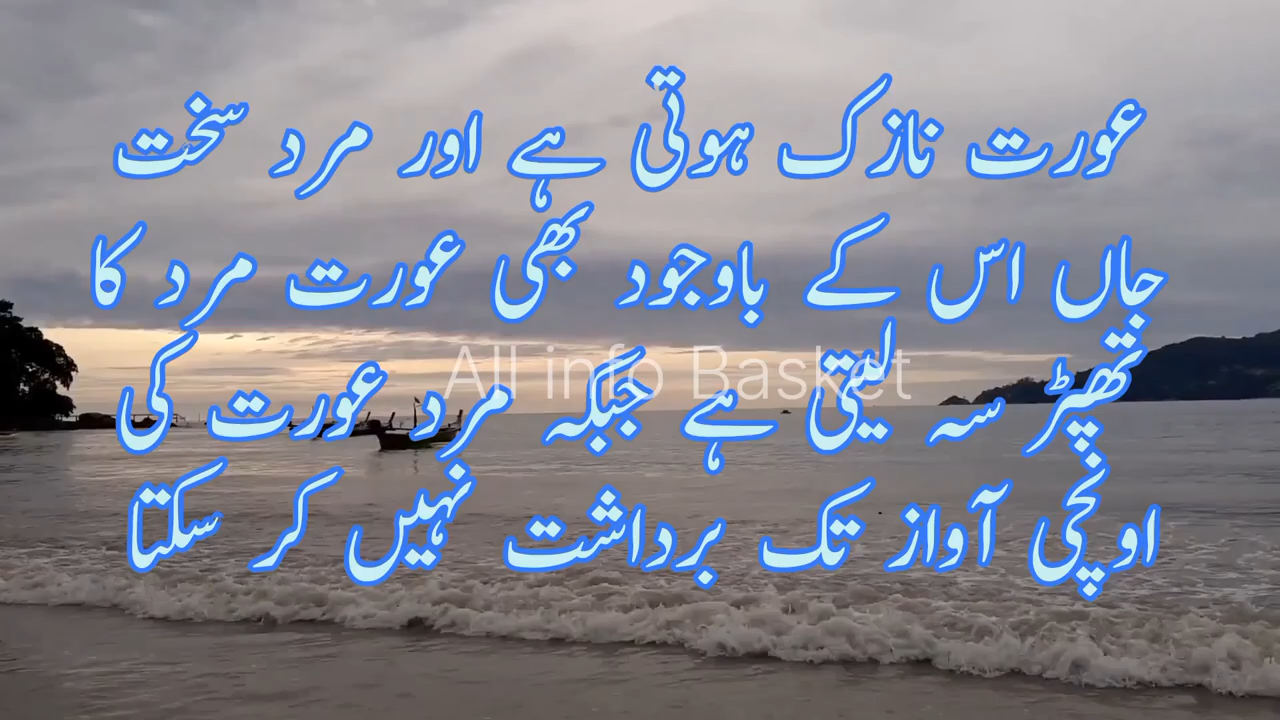 عورت نازک ہوتی ہے اور مرد سخت
جاں اس کے باوجود بھی عورت مرد کا
تھپڑ سہ لیتی ہے جبگہ مرد عورت کی
اونچی آواز تک برداشت نہیں کر سکتا
All info Basket